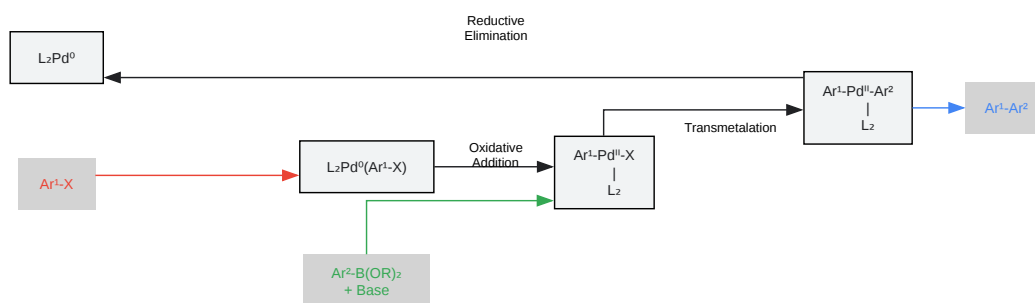 Reductive
Elimination
L₂Pd⁰
Ar¹-Pdᴵᴵ-Ar²
|
L₂
Ar¹-Ar²
Transmetalation
Oxidative
Addition
Ar¹-Pdᴵᴵ-X
|
L₂
L₂Pd⁰(Ar¹-X)
Ar¹-X
Ar²-B(OR)₂
+ Base